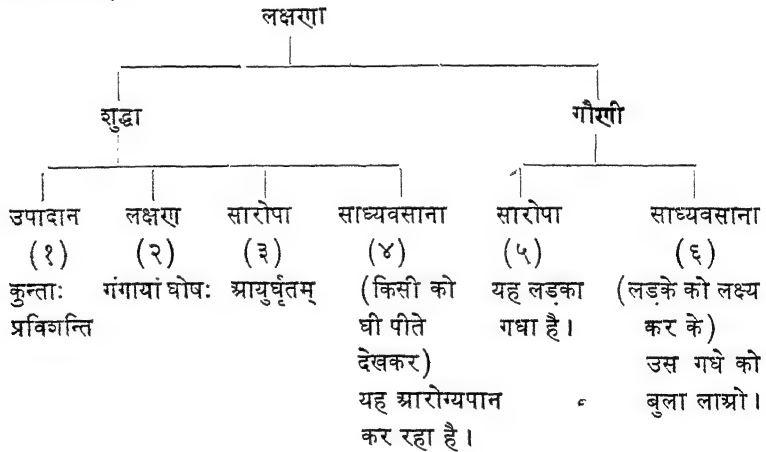 लक्षणा
शुद्धा गौणी
उपादान लक्षण सारोपा साध्यवसाना सारोपा साध्यवसाना
(१) (२) (३) (४) (५) (६)
कुन्ताः गंगायां घोषः आयुर्घृतम् (किसी को यह लड़का (लड़के को लक्ष्य
प्रविशन्ति घी पीते गधा है। कर के)
देखकर) उस गधे को
यह आरोग्यपान बुला लाओ।
कर रहा है।